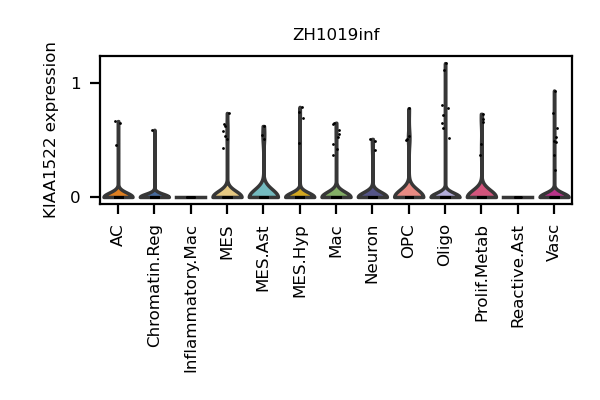 ZH1019inf
KIAA1522 expression
1
0
AC
Chromatin.Reg
Inflammatory.Mac
MES
MES.Ast
MES.Hyp
Mac
Neuron
OPC
Oligo
Prolif.Metab
Reactive.Ast
Vasc